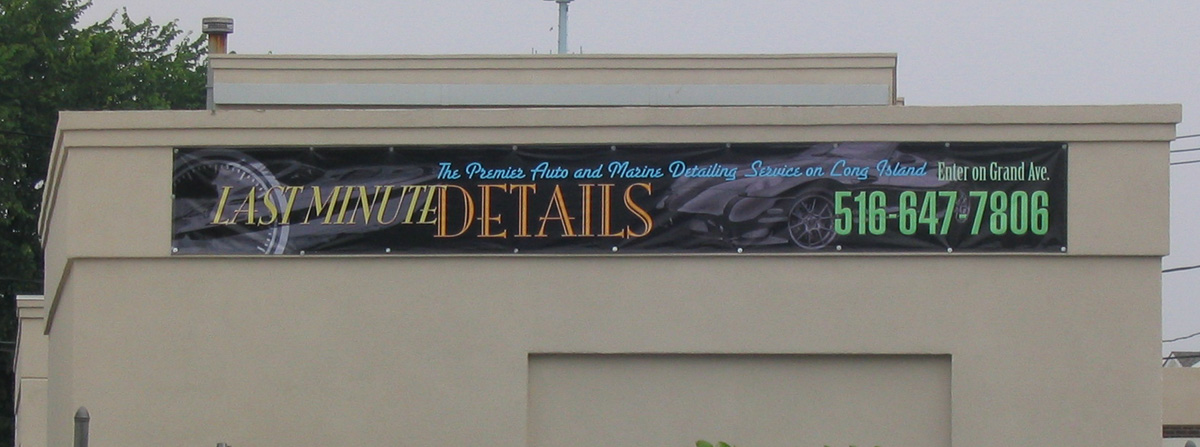 The Premier Auto and Marine Detailing Service on Long Island Enter on Grand Ave.
LAST MINUTE DETAILS 516-647-7806